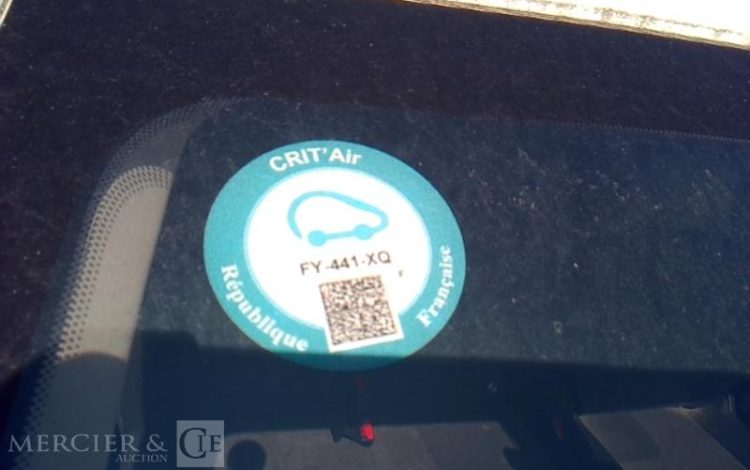 CRIT'Air
FY-441-XQ
République Française
MERCIER & CIE
AUCTION